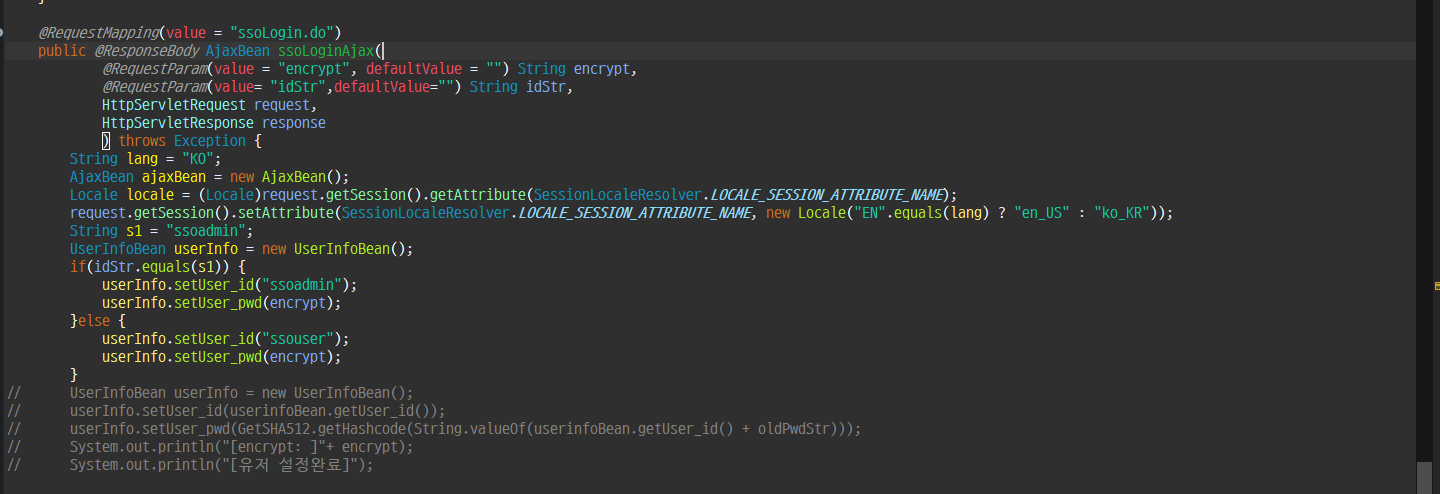 }
@RequestMapping(value = "ssoLogin.do")
public @ResponseBody AjaxBean ssoLoginAjax(
@RequestParam(value = "encrypt", defaultValue = "") String encrypt,
@RequestParam(value= "idStr",defaultValue="") String idStr,
HttpServletRequest request,
HttpServletResponse response
) throws Exception {
String lang = "KO";
AjaxBean ajaxBean = new AjaxBean();
Locale locale = (Locale)request.getSession().getAttribute(SessionLocaleResolver.LOCALE_SESSION_ATTRIBUTE_NAME);
request.getSession().setAttribute(SessionLocaleResolver.LOCALE_SESSION_ATTRIBUTE_NAME, new Locale("EN".equals(lang) ? "en_US" : "ko_KR"));
String s1 = "ssoadmin";
UserInfoBean userInfo = new UserInfoBean();
if(idStr.equals(s1)) {
userInfo.setUser_id("ssoadmin");
userInfo.setUser_pwd(encrypt);
}else {
userInfo.setUser_id("ssouser");
userInfo.setUser_pwd(encrypt);
}
// UserInfoBean userInfo = new UserInfoBean();
// userInfo.setUser_id(userinfoBean.getUser_id());
// userInfo.setUser_pwd(GetSHA512.getHashcode(String.valueOf(userinfoBean.getUser_id() + oldPwdStr)));
// System.out.println("[encrypt: ]"+ encrypt);
// System.out.println("[유저 설정완료]");